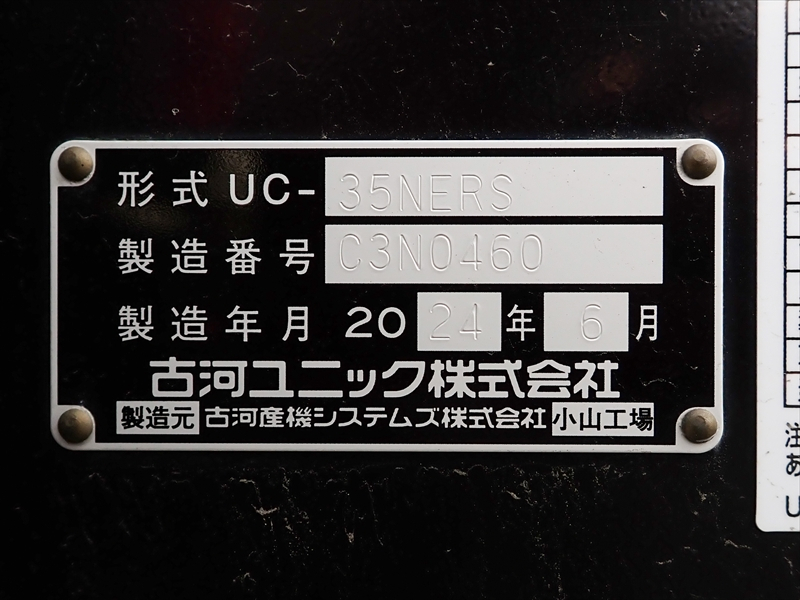 形式 UC- 35NERS
製造番号 C3N0460
製造年月 2024年 6月
古河ユニック株式会社
製造元 古河産機システムズ株式会社 小山工場
注
あ
U